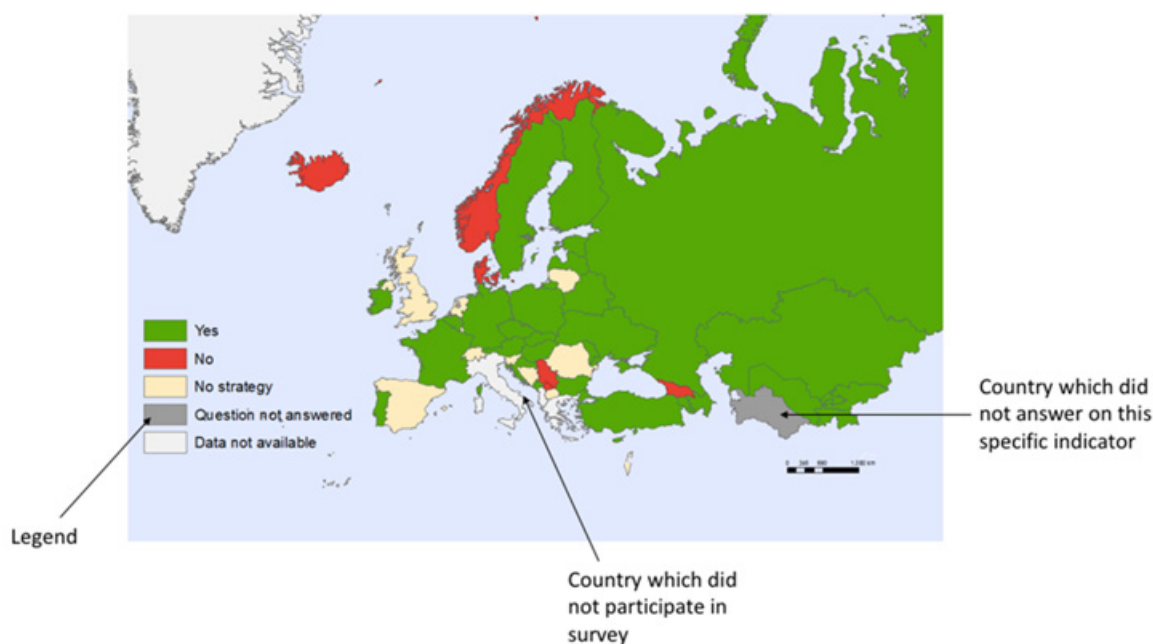 Yes
No
No strategy
Question not answered
Data not available
Legend
Country which did
not answer on this
specific indicator
Country which did
not participate in
survey